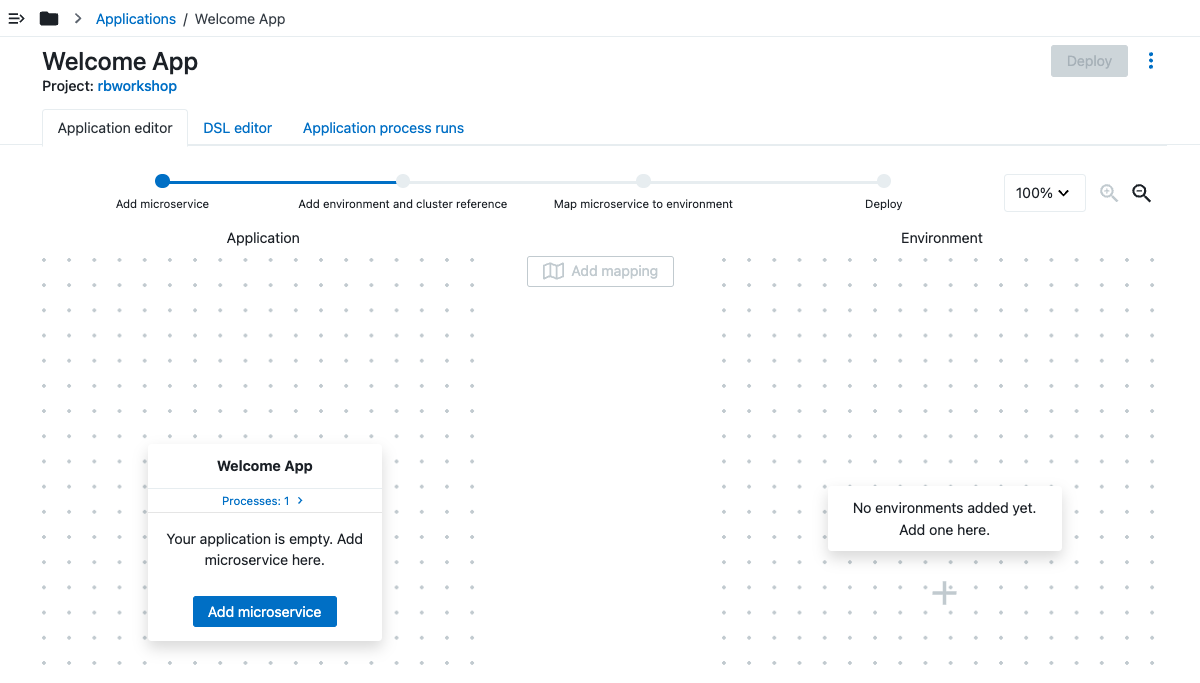 Applications / Welcome App
Welcome App
Deploy
Project: rbworkshop
Application editor
DSL editor
Application process runs
Add microservice
Add environment and cluster reference
Map microservice to environment
Deploy
100%
Application
Environment
Add mapping
Welcome App
Processes: 1
Your application is empty. Add
microservice here.
Add microservice
No environments added yet.
Add one here.